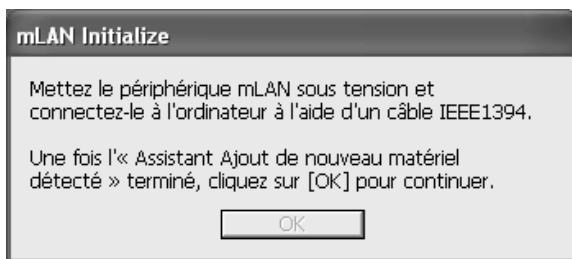 mLAN Initialize
Mettez le périphérique mLAN sous tension et
connectez-le à l'ordinateur à l'aide d'un câble IEEE1394.
Une fois l'« Assistant Ajout de nouveau matériel
détecté » terminé, cliquez sur [OK] pour continuer.
OK